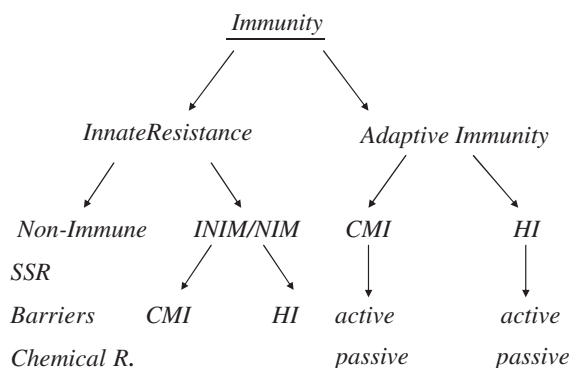 Immunity
InnateResistance Adaptive Immunity
Non-Immune INIM/NIM CMI HI
SSR
Barriers CMI HI active active
Chemical R. passive passive